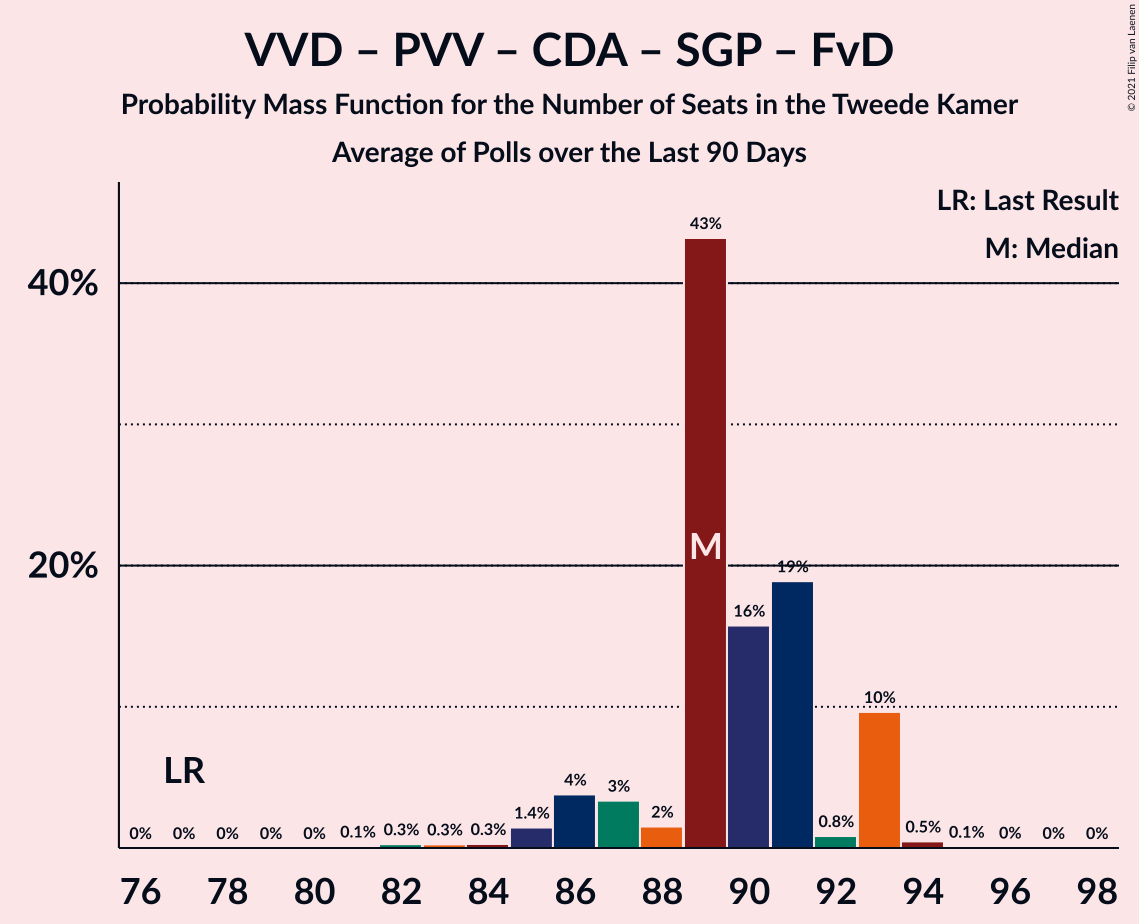 © 2021 Filip van Laenen
VVD – PVV – CDA – SGP – FvD
Probability Mass Function for the Number of Seats in the Tweede Kamer
Average of Polls over the Last 90 Days
LR: Last Result
M: Median
40%
20%
LR
M
0% 0% 0% 0% 0% 0.1% 0.3% 0.3% 0.3% 1.4% 4% 3% 2% 43% 16% 19% 0.8% 10% 0.5% 0.1% 0% 0% 0%
76 78 80 82 84 86 88 90 92 94 96 98